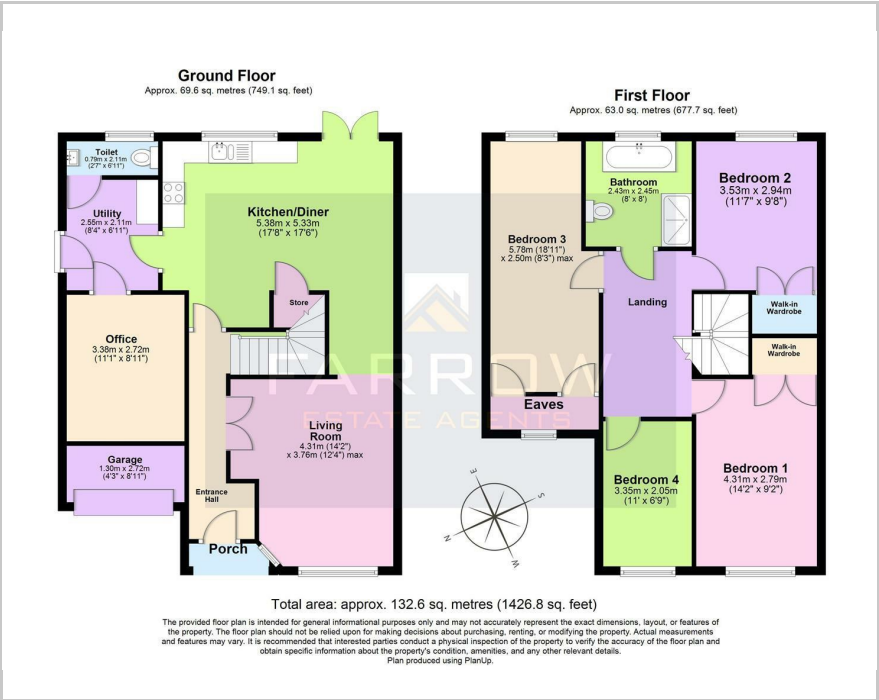 Ground Floor
Approx. 69.6 sq. metres (749.1 sq. feet)
Toilet
0.79m x 2.11m
(2'7" x 6'11")
Utility
2.55m x 2.11m
(8'4" x 6'11")
Kitchen/Diner
5.38m x 5.33m
(17'8" x 17'6")
Store
Office
3.38m x 2.72m
(11'1" x 8'11")
Living
Room
4.31m (14'2")
x 3.76m (12'4") max
Garage
1.30m x 2.72m
(4'3" x 8'11")
Entrance
Hall
Porch
First Floor
Approx. 63.0 sq. metres (677.7 sq. feet)
Bathroom
2.43m x 2.45m
(8' x 8')
Bedroom 2
3.53m x 2.94m
(11'7" x 9'8")
Bedroom 3
5.78m (18'11")
x 2.50m (8'3") max
Landing
Walk-in
Wardrobe
Walk-in
Wardrobe
Eaves
Bedroom 4
3.35m x 2.05m
(11' x 6'9")
Bedroom 1
4.31m x 2.79m
(14'2" x 9'2")
FARROW
ESTATE AGENTS
E
S
N
W
Total area: approx. 132.6 sq. metres (1426.8 sq. feet)
The provided floor plan is intended for general informational purposes only and may not accurately represent the exact dimensions, layout, or features of
the property. The floor plan should not be relied upon for making decisions about purchasing, renting, or modifying the property. Actual measurements
and features may vary. It is recommended that interested parties conduct a physical inspection of the property to verify the accuracy of the floor plan and
obtain specific information about the property's condition, amenities, and any other relevant details.
Plan produced using PlanUp.